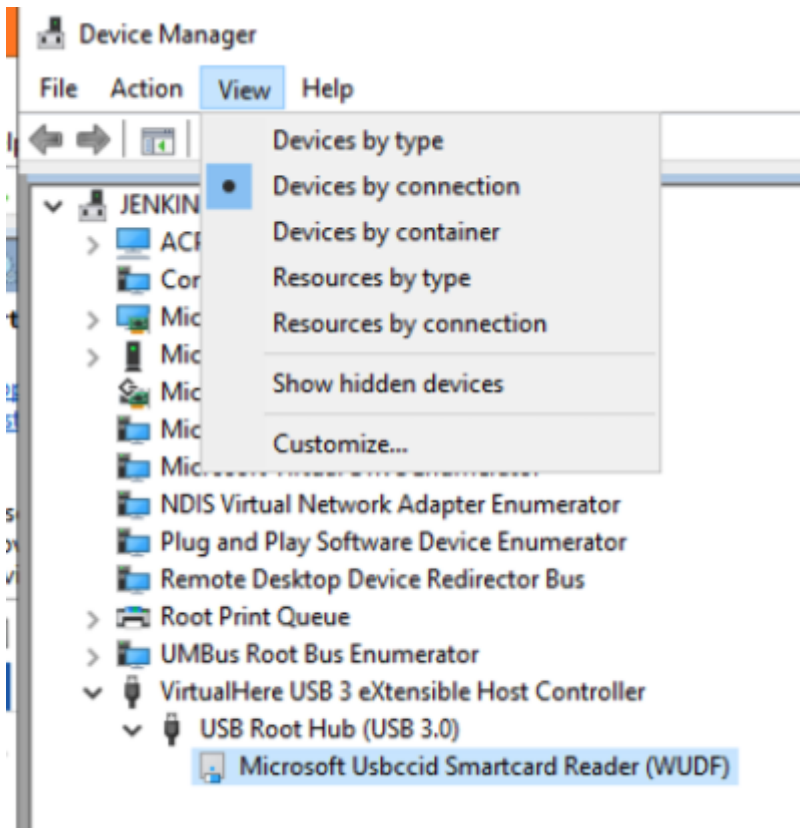 Device Manager
File Action View Help
Devices by type
Devices by connection
Devices by container
Resources by type
Resources by connection
Show hidden devices
Customize...
NDIS Virtual Network Adapter Enumerator
Plug and Play Software Device Enumerator
Remote Desktop Device Redirector Bus
Root Print Queue
UMBus Root Bus Enumerator
VirtualHere USB 3 eXtensible Host Controller
USB Root Hub (USB 3.0)
Microsoft Usbccid Smartcard Reader (WUDF)